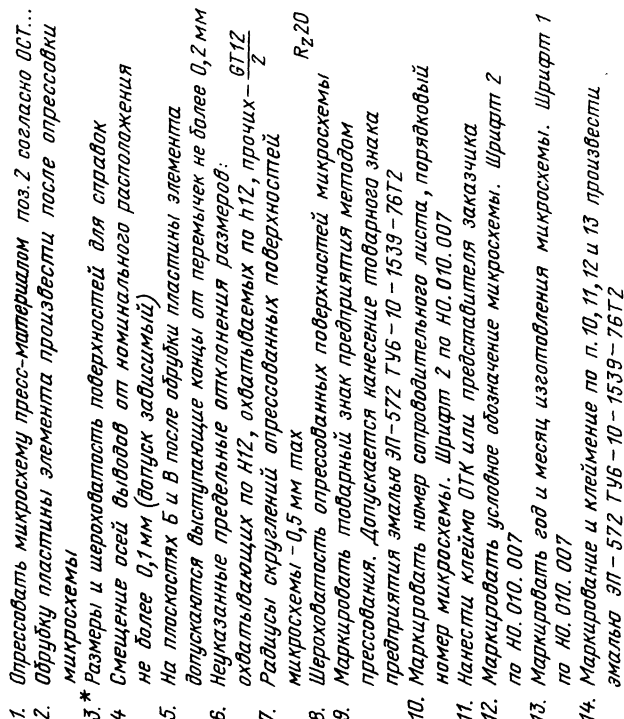 1. Опрессовать микросхему пресс-материалом поз.2 согласно ОСТ...
2. Обрубку пластины элемента произвести после опрессовки
микросхемы
3.* Размеры и шероховатость поверхностей для справок
4 Смещение осей выводов от номинального расположения
не более 0,1мм (допуск зависимый)
5. На плоскостях Б и В после обрубки пластины элемента
допускаются выступающие концы от перемычек не более 0,2 мм
6. Неуказанные предельные отклонения размеров:
охватывающих по H12, охватываемых по h12, прочих - GT12/2
7. Радиусы скруглений опрессованных поверхностей
микросхемы - 0,5 мм max
8. Шероховатость опрессованных поверхностей микросхемы Rz20
9. Маркировать товарный знак предприятия методом
прессования. Допускается нанесение товарного знака
предприятия эмалью ЭП-572 ТУ6-10-1539-76Т2
10. Маркировать номер сопроводительного листа, порядковый
номер микросхемы. Шрифт 2 по НО.010.007
11. Нанести клеймо ОТК или представителя заказчика
12. Маркировать условное обозначение микросхемы. Шрифт 2
по НО.010.007
13. Маркировать год и месяц изготовления микросхемы. Шрифт 1
по НО.010.007
14. Маркирование и клеймение по п.10,11,12 и 13 произвести
эмалью ЭП-572 ТУ6-10-1539-76Т2